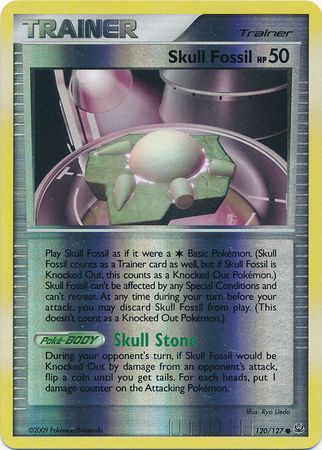 TRAINER
Trainer
Skull Fossil HP 50
Play Skull Fossil as if it were a Basic Pokémon. (Skull
Fossil counts as a Trainer card as well, but if Skull Fossil is
Knocked Out, this counts as a Knocked Out Pokémon.)
Skull Fossil can't be affected by any Special Conditions and
can't retreat. At any time during your turn before your
attack, you may discard Skull Fossil from play. (This
doesn't count as a Knocked Out Pokémon.)
Poké-BODY Skull Stone
During your opponent's turn, if Skull Fossil would be
Knocked Out by damage from an opponent's attack,
flip a coin until you get tails. For each heads, put 1
damage counter on the Attacking Pokémon.
Illus. Ryo Ueda
©2009 Pokémon/Nintendo
120/127